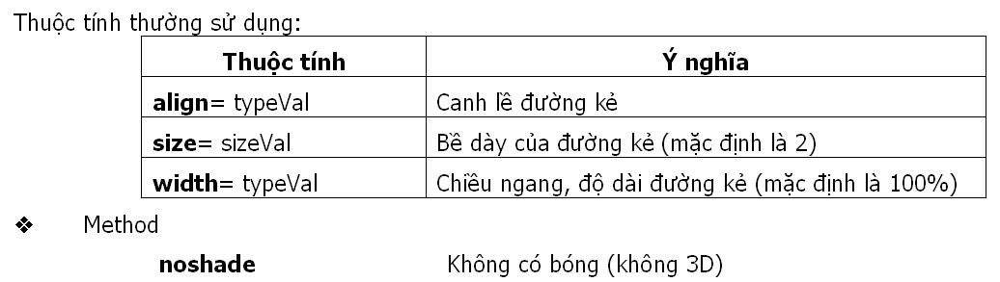 Thuộc tính thường sử dụng:
Thuộc tính Ý nghĩa
align= typeVal Canh lề đường kẻ
size= sizeVal Bề dày của đường kẻ (mặc định là 2)
width= typeVal Chiều ngang, độ dài đường kẻ (mặc định là 100%)
❖ Method
noshade Không có bóng (không 3D)